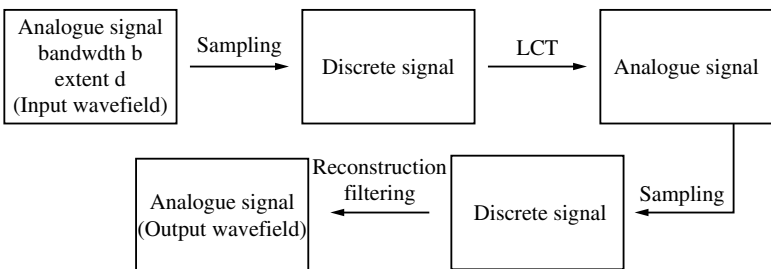 Analogue signal
bandwdth b
extent d
(Input wavefield)
Sampling
Discrete signal
LCT
Analogue signal
Sampling
Discrete signal
Reconstruction
filtering
Analogue signal
(Output wavefield)